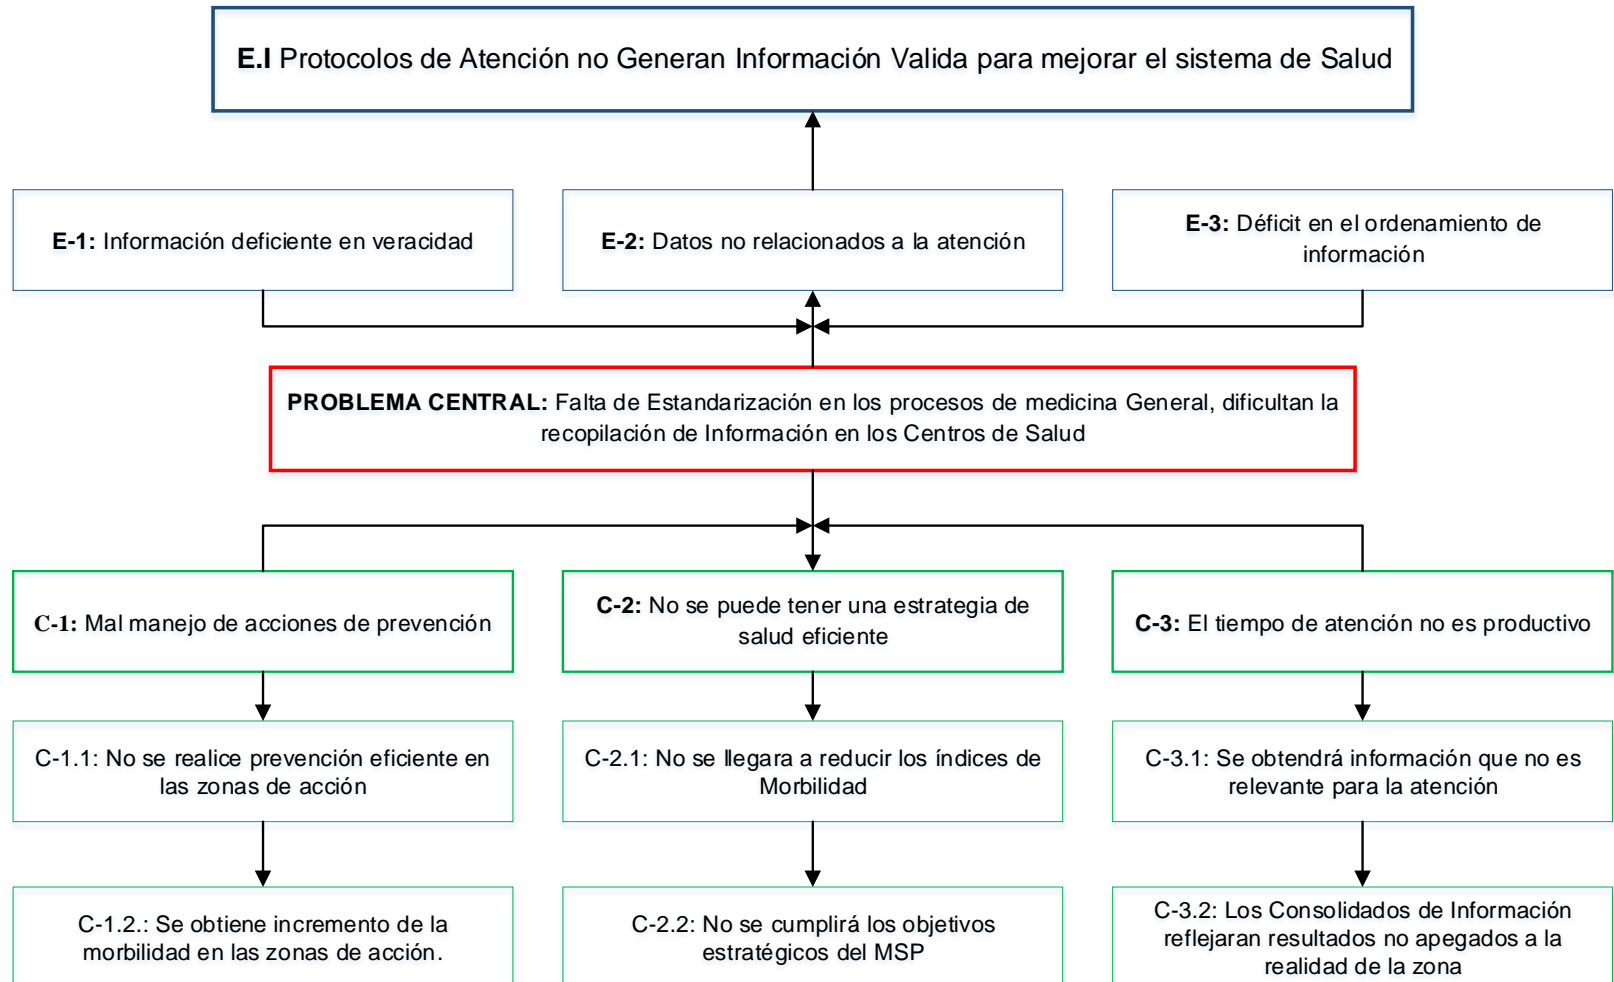 E.I Protocolos de Atención no Generan Información Valida para mejorar el sistema de Salud
E-1: Información deficiente en veracidad
E-2: Datos no relacionados a la atención
E-3: Déficit en el ordenamiento de
información
PROBLEMA CENTRAL: Falta de Estandarización en los procesos de medicina General, dificultan la
recopilación de Información en los Centros de Salud
C-1: Mal manejo de acciones de prevención
C-2: No se puede tener una estrategia de
salud eficiente
C-3: El tiempo de atención no es productivo
C-1.1: No se realice prevención eficiente en
las zonas de acción
C-2.1: No se llegara a reducir los índices de
Morbilidad
C-3.1: Se obtendrá información que no es
relevante para la atención
C-1.2.: Se obtiene incremento de la
morbilidad en las zonas de acción.
C-2.2: No se cumplirá los objetivos
estratégicos del MSP
C-3.2: Los Consolidados de Información
reflejaran resultados no apegados a la
realidad de la zona